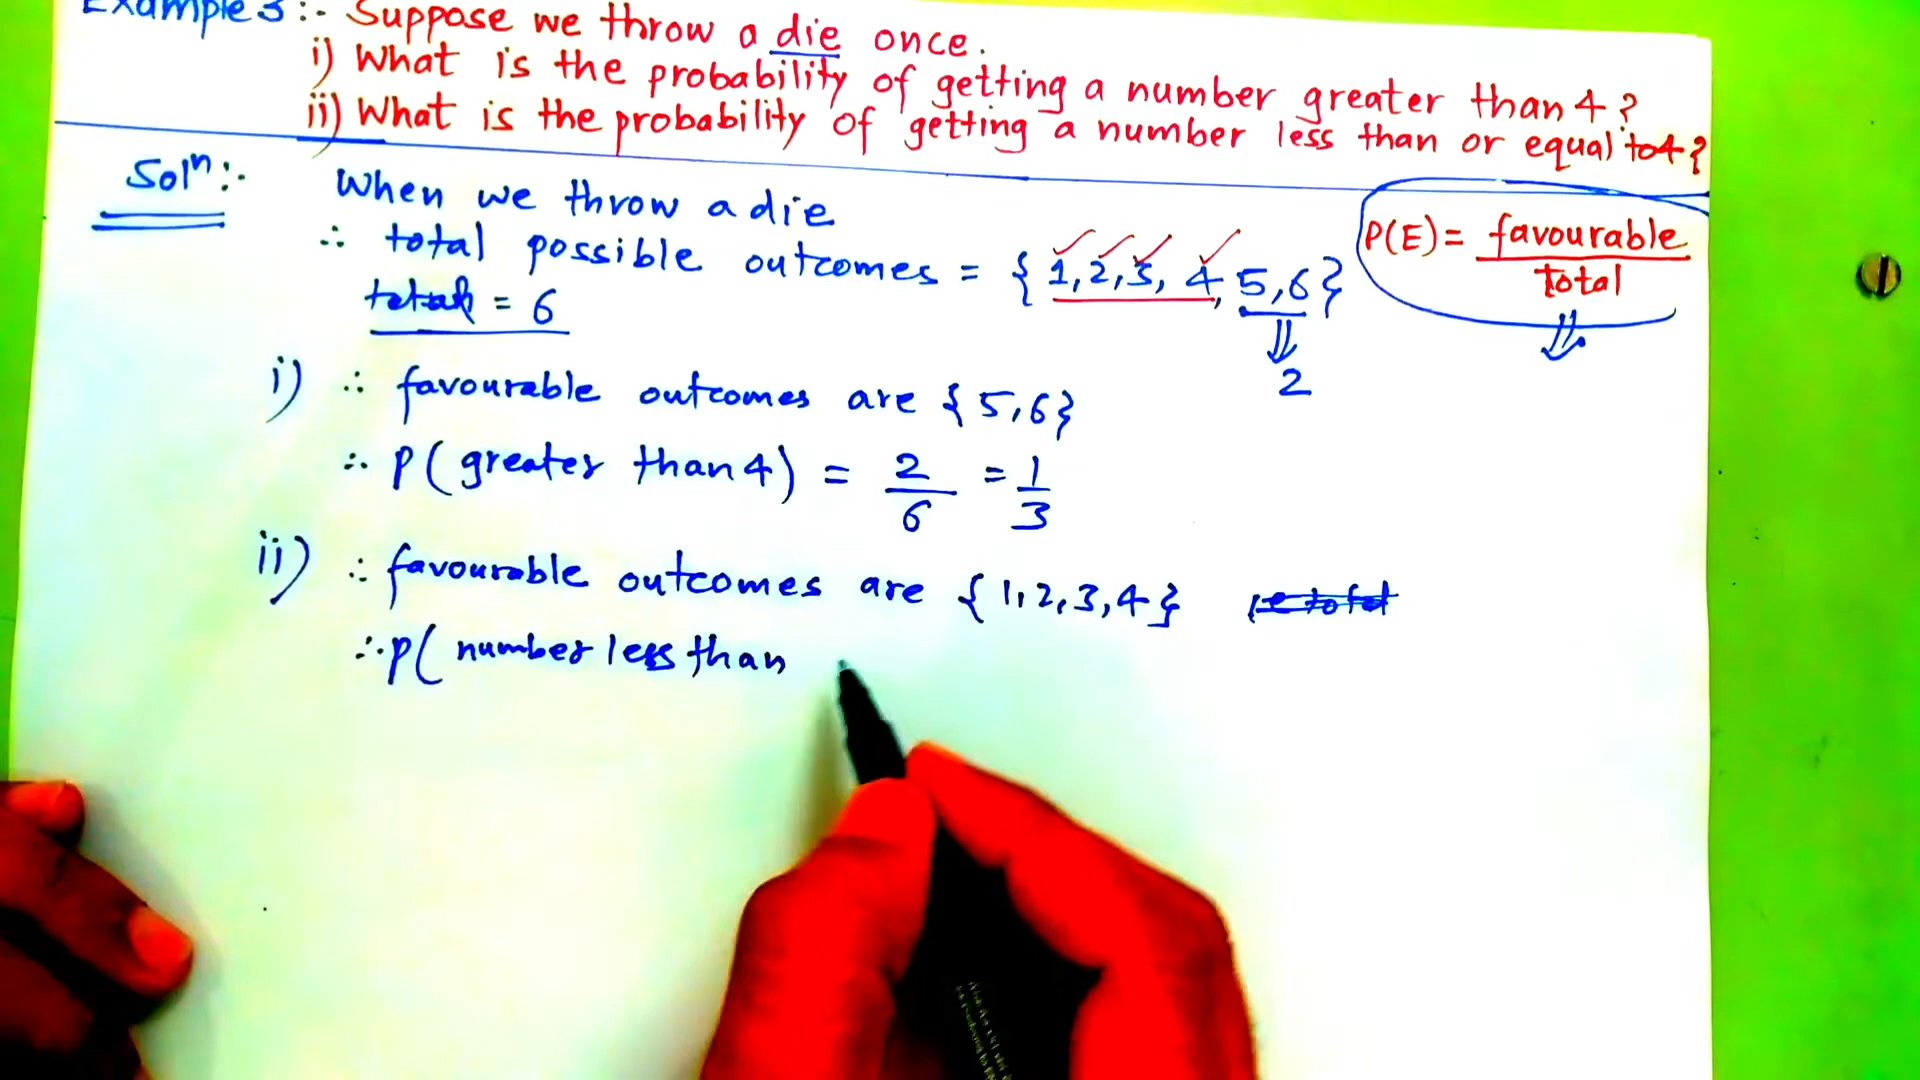 Example 3 :- Suppose we throw a die once.
i) What is the probability of getting a number greater than 4 ?
ii) What is the probability of getting a number less than or equal to 4?
Solⁿ:-
When we throw a die
∴ total possible outcomes = { 1, 2, 3, 4, 5, 6 }
total = 6
2
P(E) = favourable / total
i) ∴ favourable outcomes are { 5, 6 }
∴ P( greater than 4 ) = 2/6 = 1/3
ii) ∴ favourable outcomes are { 1, 2, 3, 4 }
∴ P( number less than